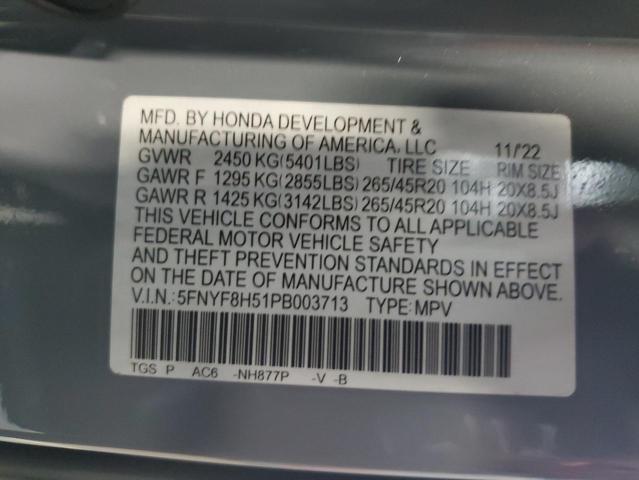 MFD. BY HONDA DEVELOPMENT &
MANUFACTURING OF AMERICA, LLC 11/'22
GVWR 2450 KG(5401LBS) TIRE SIZE RIM SIZE
GAWR F 1295 KG(2855LBS) 265/45R20 104H 20X8.5J
GAWR R 1425 KG(3142LBS) 265/45R20 104H 20X8.5J
THIS VEHICLE CONFORMS TO ALL APPLICABLE
FEDERAL MOTOR VEHICLE SAFETY
AND THEFT PREVENTION STANDARDS IN EFFECT
ON THE DATE OF MANUFACTURE SHOWN ABOVE.
V.I.N.:5FNYF8H51PB003713 TYPE:MPV
TGS P AC6 -NH877P -V -B